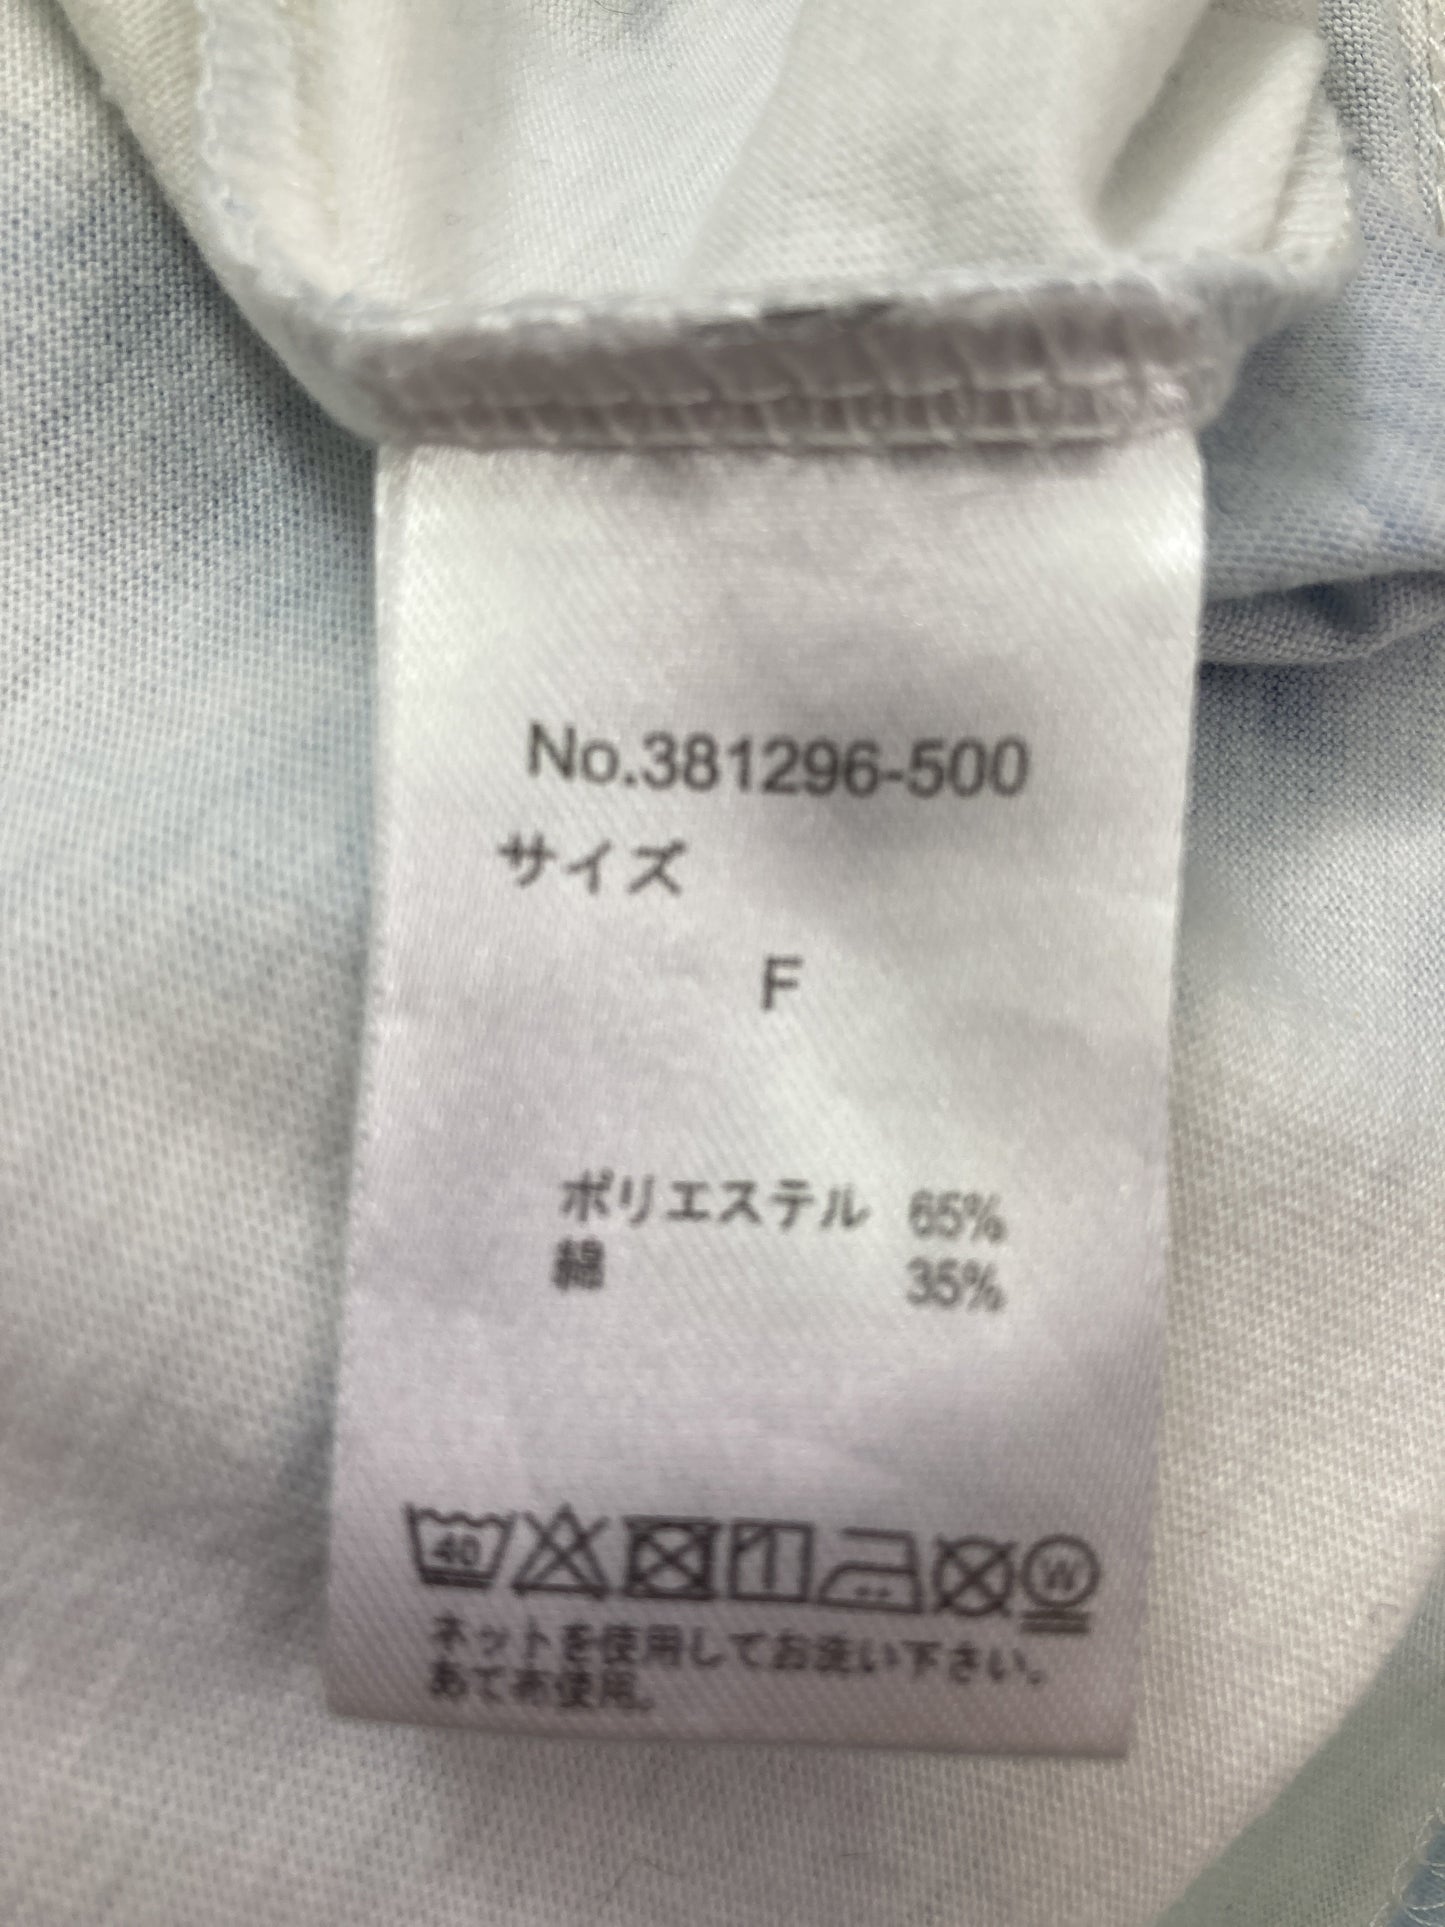 No.381296-500
サイズ
F
ポリエステル 65%
綿 35%
40 W
ネットを使用してお洗い下さい。
あて布使用。